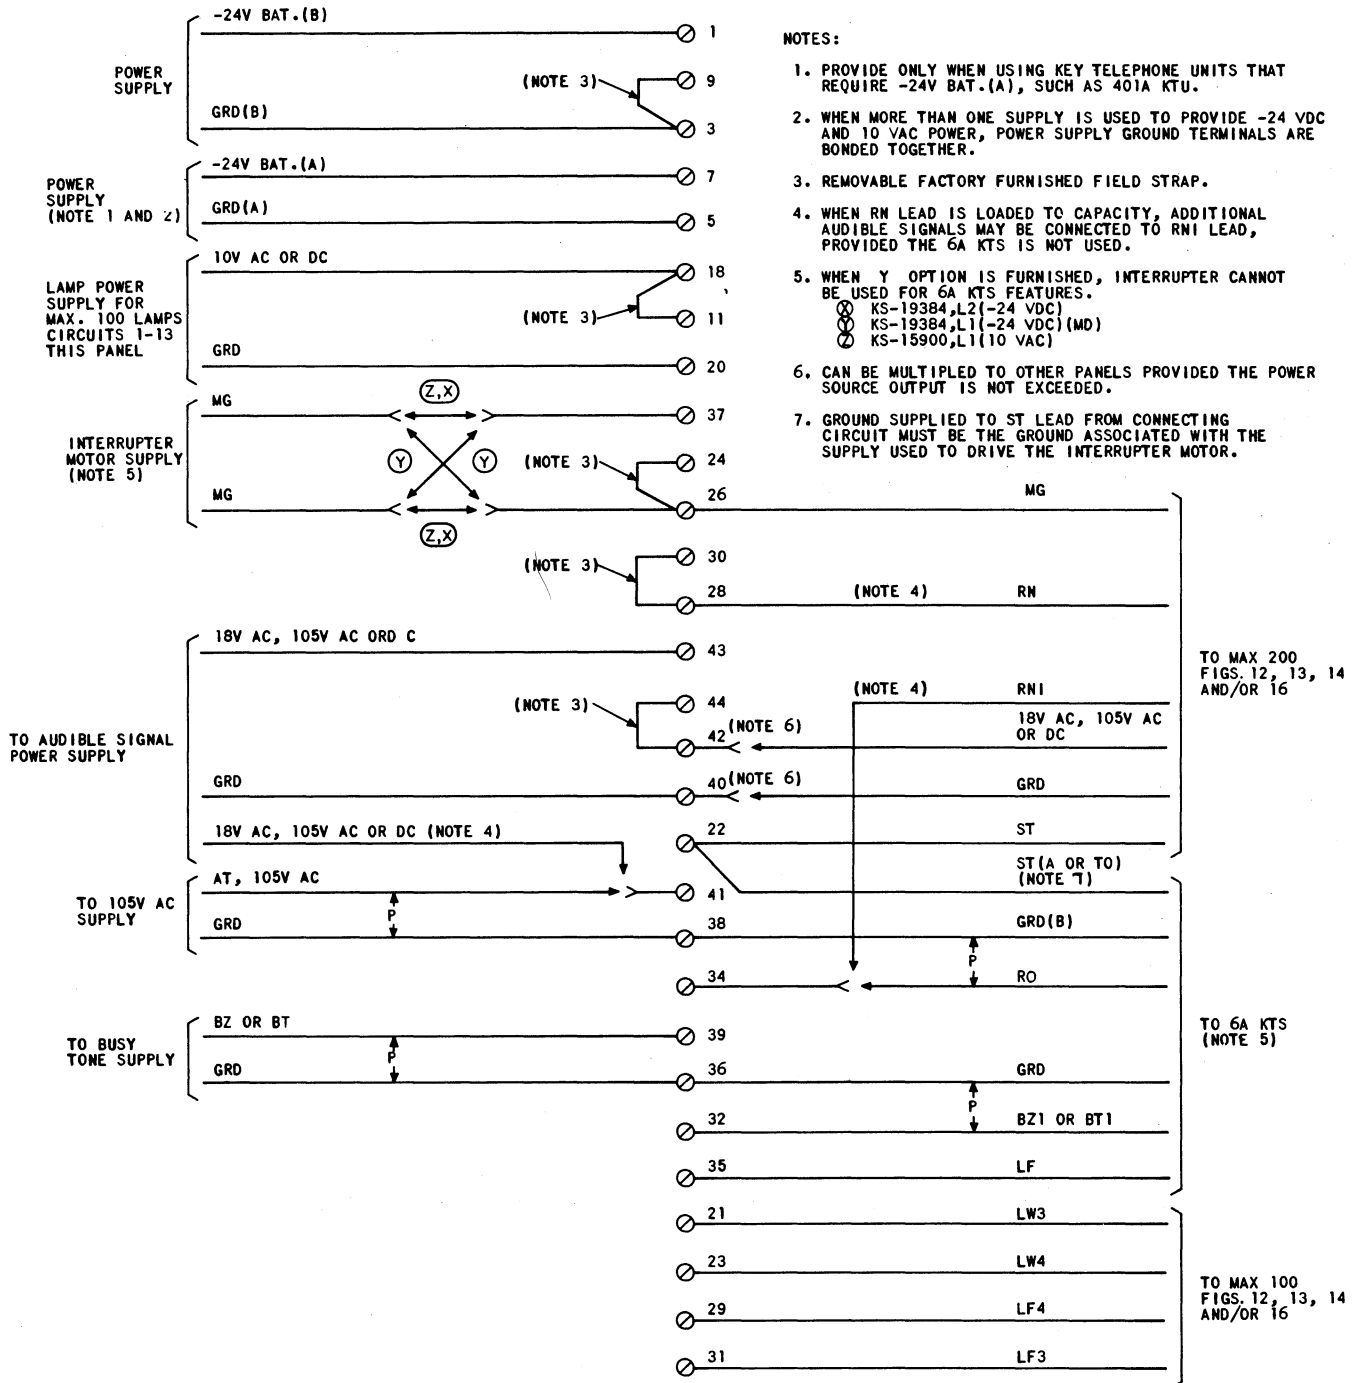 -24V BAT.(B)
1
POWER
SUPPLY
(NOTE 3)
9
GRD(B)
3
-24V BAT.(A)
7
POWER
SUPPLY
(NOTE 1 AND 2)
GRD(A)
5
10V AC OR DC
18
LAMP POWER
SUPPLY FOR
MAX. 100 LAMPS
CIRCUITS 1-13
THIS PANEL
(NOTE 3)
11
GRD
20
MG
Z,X
37
INTERRUPTER
MOTOR SUPPLY
(NOTE 5)
Y
Y
(NOTE 3)
24
MG
26
MG
Z,X
(NOTE 3)
30
28
(NOTE 4)
RN
NOTES:
1. PROVIDE ONLY WHEN USING KEY TELEPHONE UNITS THAT
REQUIRE -24V BAT.(A), SUCH AS 401A KTU.
2. WHEN MORE THAN ONE SUPPLY IS USED TO PROVIDE -24 VDC
AND 10 VAC POWER, POWER SUPPLY GROUND TERMINALS ARE
BONDED TOGETHER.
3. REMOVABLE FACTORY FURNISHED FIELD STRAP.
4. WHEN RN LEAD IS LOADED TO CAPACITY, ADDITIONAL
AUDIBLE SIGNALS MAY BE CONNECTED TO RN1 LEAD,
PROVIDED THE 6A KTS IS NOT USED.
5. WHEN Y OPTION IS FURNISHED, INTERRUPTER CANNOT
BE USED FOR 6A KTS FEATURES.
X KS-19384,L2(-24 VDC)
Y KS-19384,L1(-24 VDC)(MD)
Z KS-15900,L1(10 VAC)
6. CAN BE MULTIPLED TO OTHER PANELS PROVIDED THE POWER
SOURCE OUTPUT IS NOT EXCEEDED.
7. GROUND SUPPLIED TO ST LEAD FROM CONNECTING
CIRCUIT MUST BE THE GROUND ASSOCIATED WITH THE
SUPPLY USED TO DRIVE THE INTERRUPTER MOTOR.
18V AC, 105V AC ORD C
43
TO MAX 200
FIGS. 12, 13, 14
AND/OR 16
(NOTE 3)
44
(NOTE 4)
RN1
TO AUDIBLE SIGNAL
POWER SUPPLY
42 (NOTE 6)
18V AC, 105V AC
OR DC
GRD
40 (NOTE 6)
GRD
18V AC, 105V AC OR DC (NOTE 4)
22
ST
ST(A OR TO)
(NOTE 7)
AT, 105V AC
41
TO 105V AC
SUPPLY
P
GRD
38
GRD(B)
P
34
RO
BZ OR BT
39
TO BUSY
TONE SUPPLY
P
GRD
36
GRD
TO 6A KTS
(NOTE 5)
P
32
BZ1 OR BT1
35
LF
21
LW3
23
LW4
TO MAX 100
FIGS. 12, 13, 14
AND/OR 16
29
LF4
31
LF3